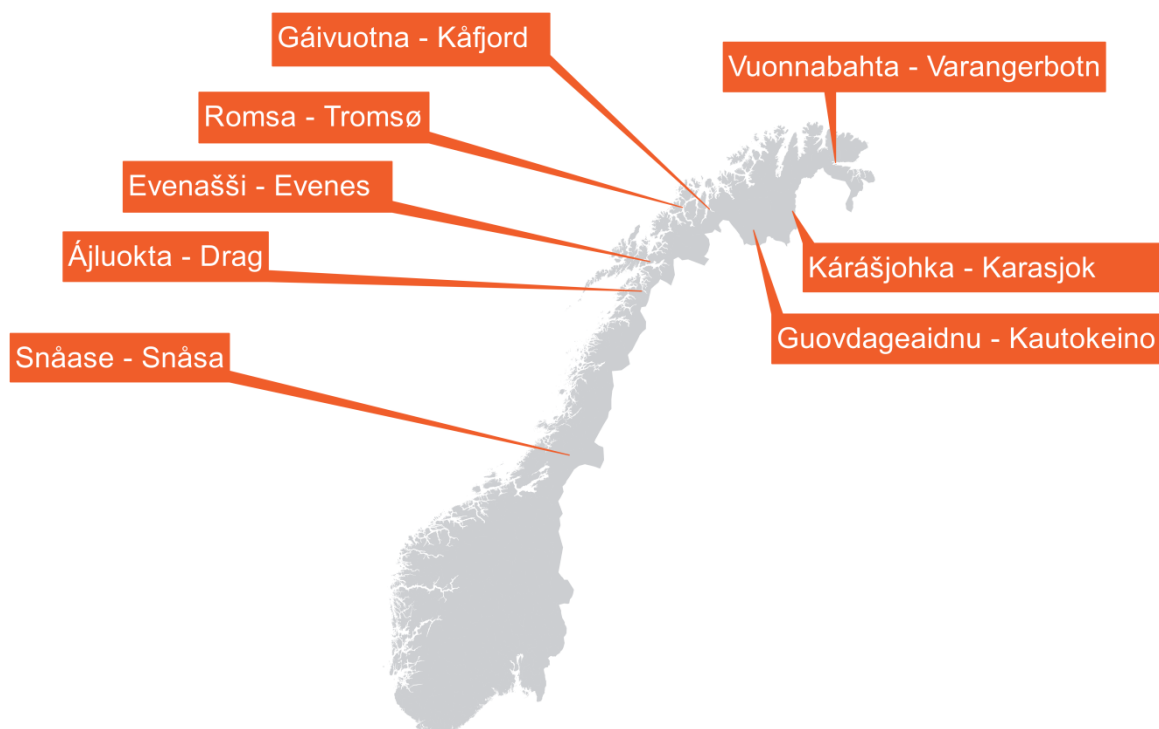 Gáivuotna - Kåfjord
Vuonnabahta - Varangerbotn
Romsa - Tromsø
Evenašši - Evenes
Ájluokta - Drag
Kárášjohka - Karasjok
Guovdageaidnu - Kautokeino
Snåase - Snåsa